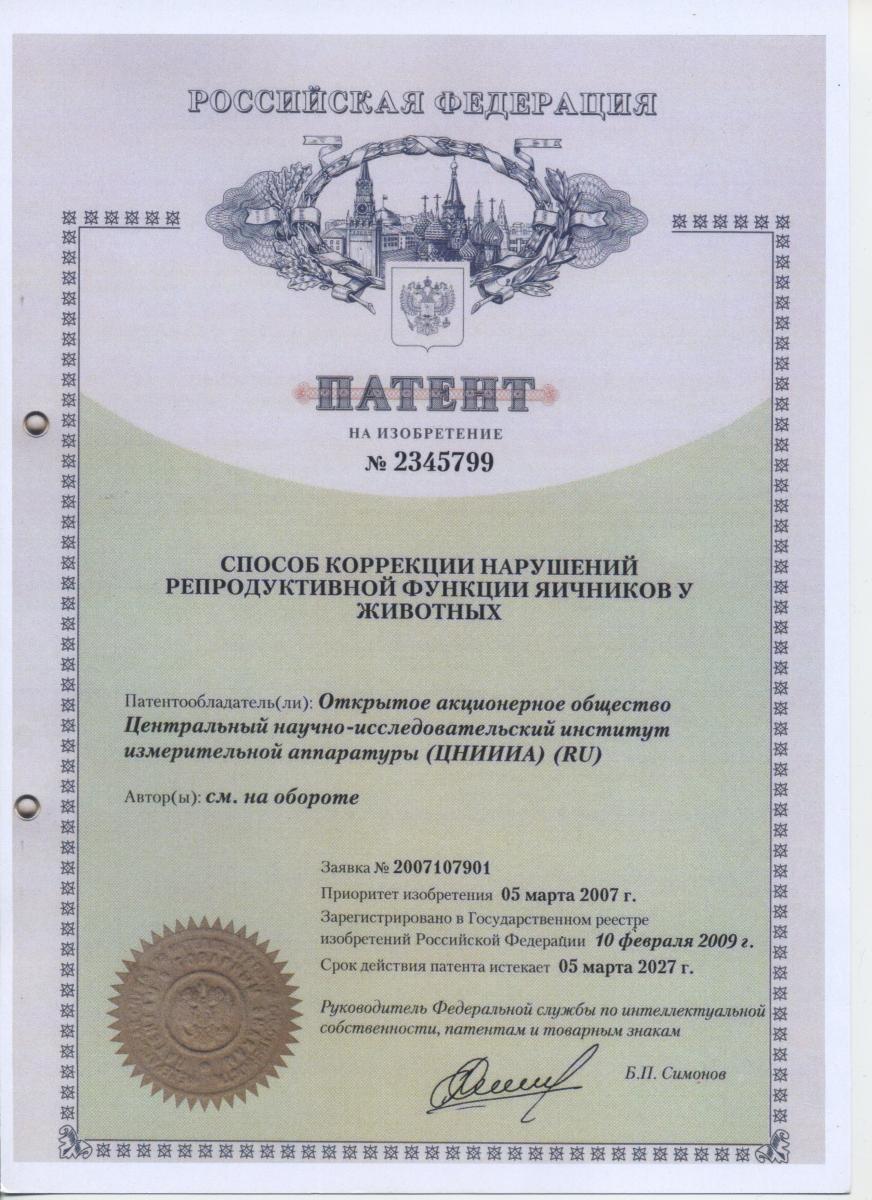 РОССИЙСКАЯ ФЕДЕРАЦИЯ
ПАТЕНТ
НА ИЗОБРЕТЕНИЕ
№ 2345799
СПОСОБ КОРРЕКЦИИ НАРУШЕНИЙ
РЕПРОДУКТИВНОЙ ФУНКЦИИ ЯИЧНИКОВ У
ЖИВОТНЫХ
Патентообладатель(ли): Открытое акционерное общество
Центральный научно-исследовательский институт
измерительной аппаратуры (ЦНИИИА) (RU)
Автор(ы): см. на обороте
Заявка № 2007107901
Приоритет изобретения 05 марта 2007 г.
Зарегистрировано в Государственном реестре
изобретений Российской Федерации 10 февраля 2009 г.
Срок действия патента истекает 05 марта 2027 г.
Руководитель Федеральной службы по интеллектуальной
собственности, патентам и товарным знакам
Б.П. Симонов